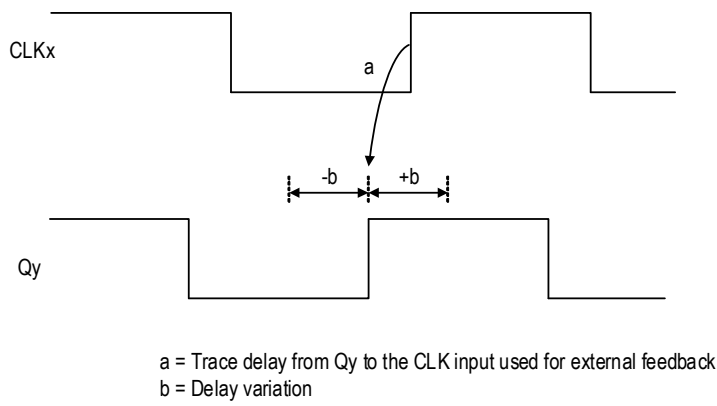 CLKx
a
-b +b
Qy
a = Trace delay from Qy to the CLK input used for external feedback
b = Delay variation